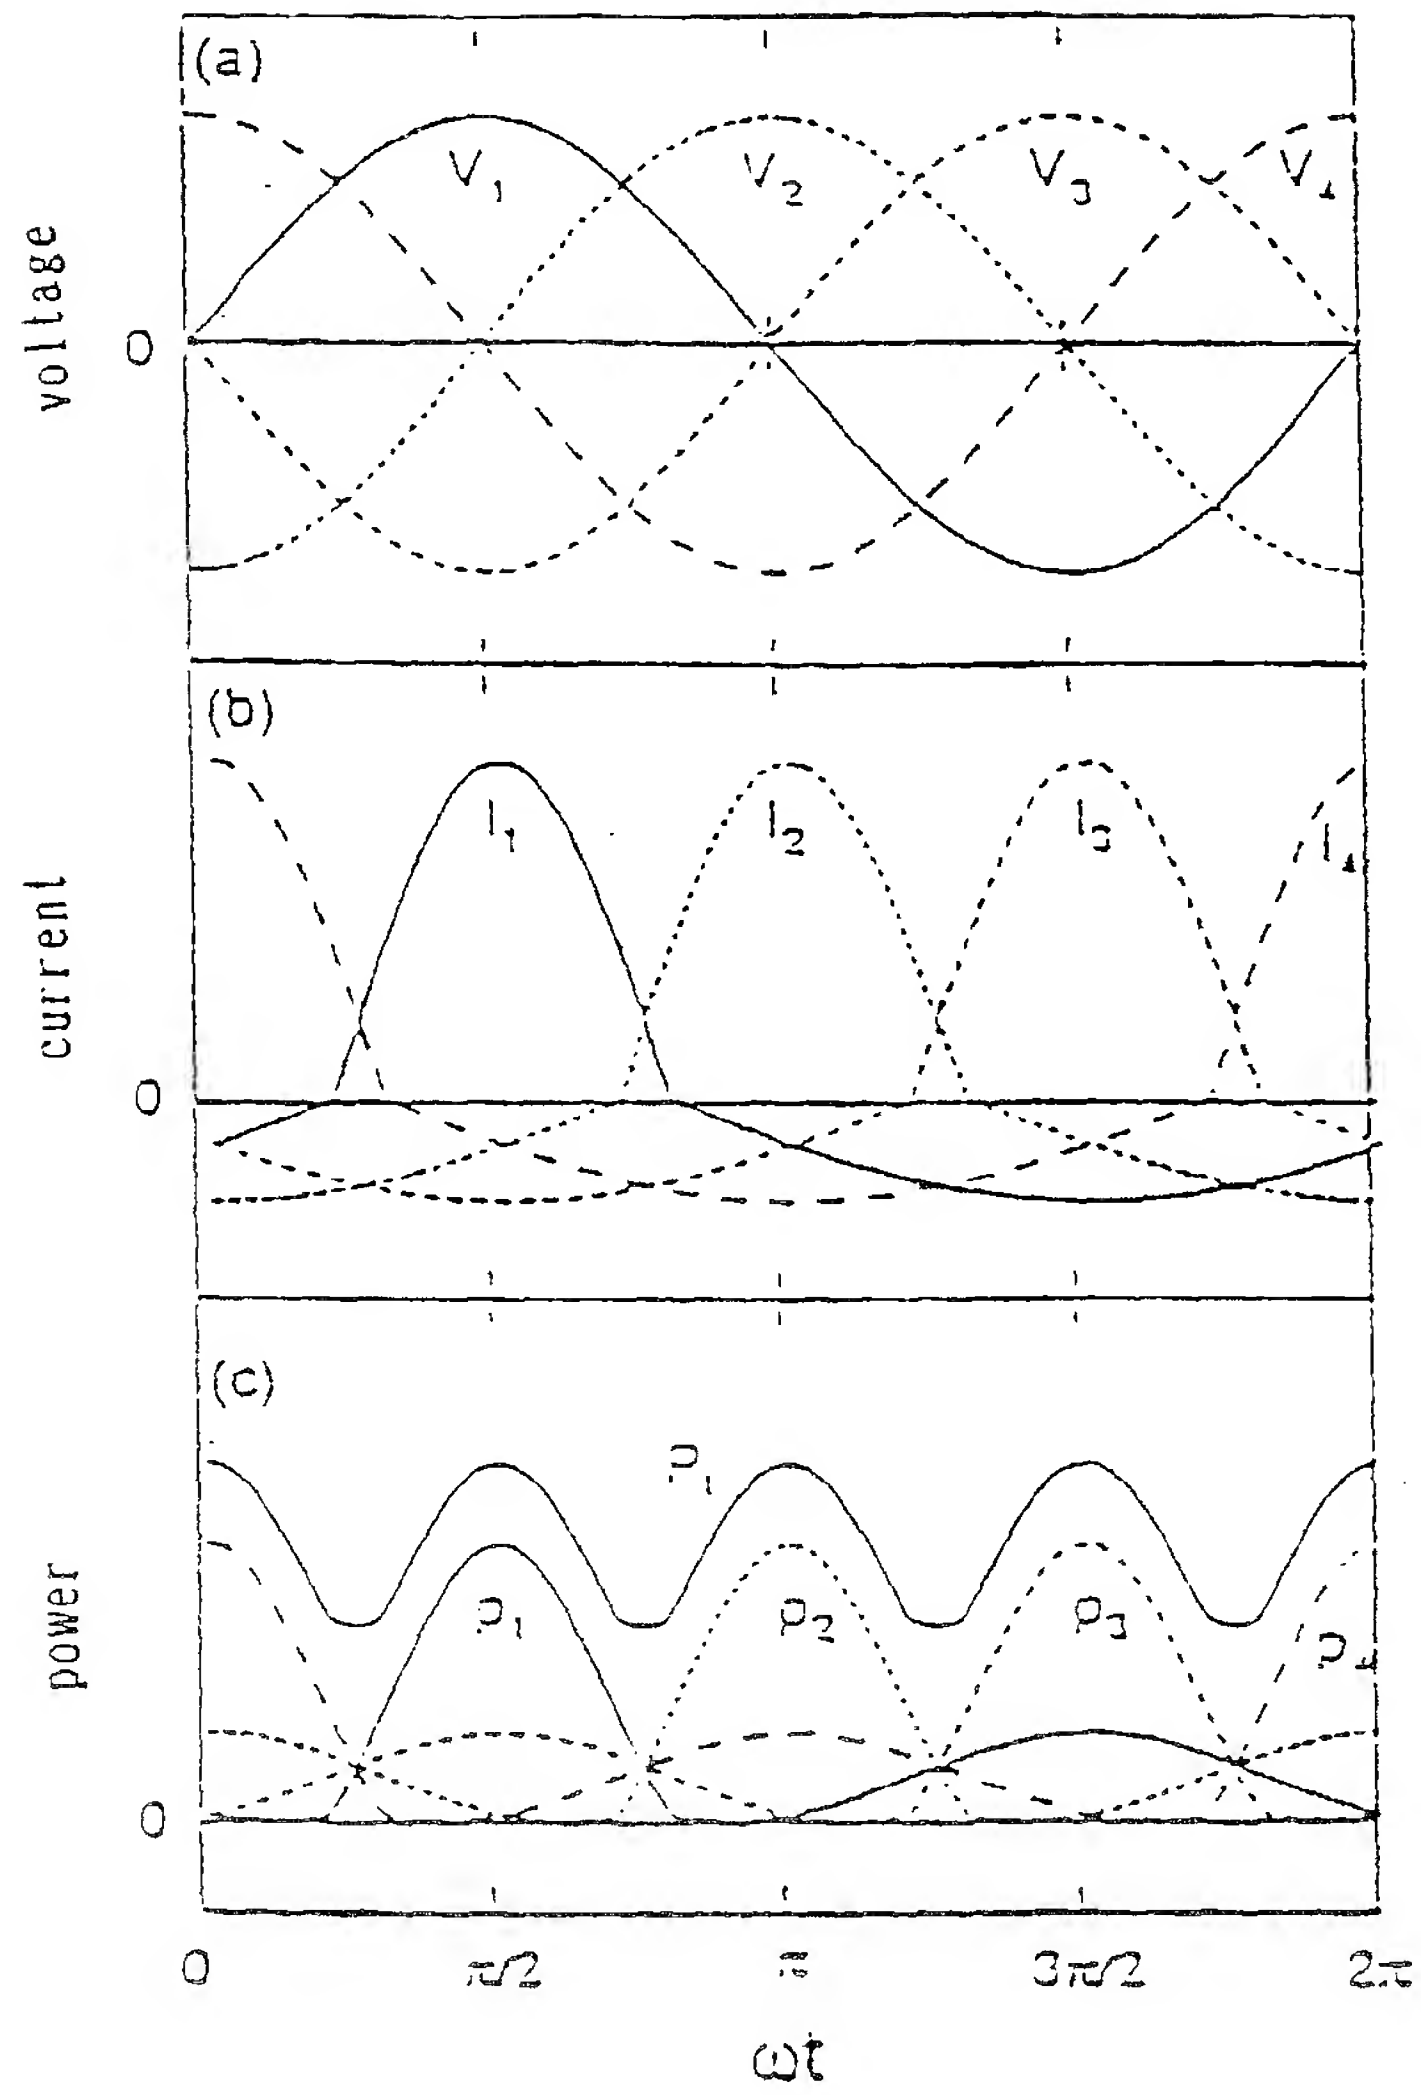 (a)
V1 V2 V3 V4
voltage
0
(b)
I1 I2 I3 I4
current
0
(c)
Pt
P1 P2 P3 P4
power
0
0 π/2 π 3π/2 2π
ωt